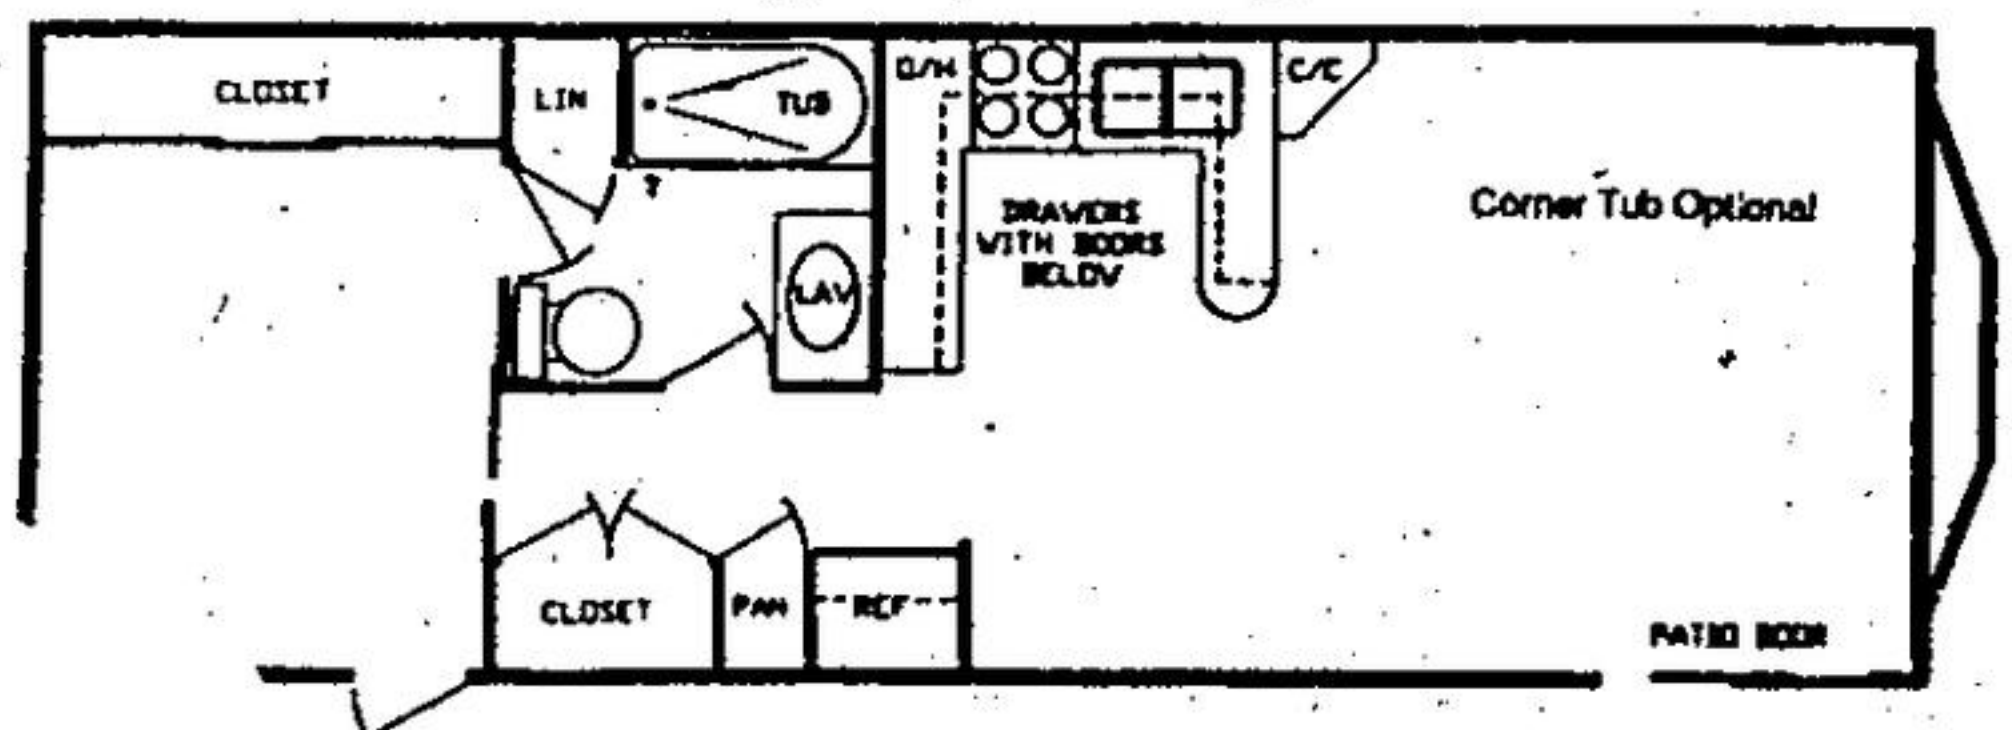 CLOSET
LIN
TUB
O/H
C/C
DRAWERS
WITH DOORS
BELOW
Corner Tub Optional
LAV
CLOSET
PAN
REF
PATIO DOOR